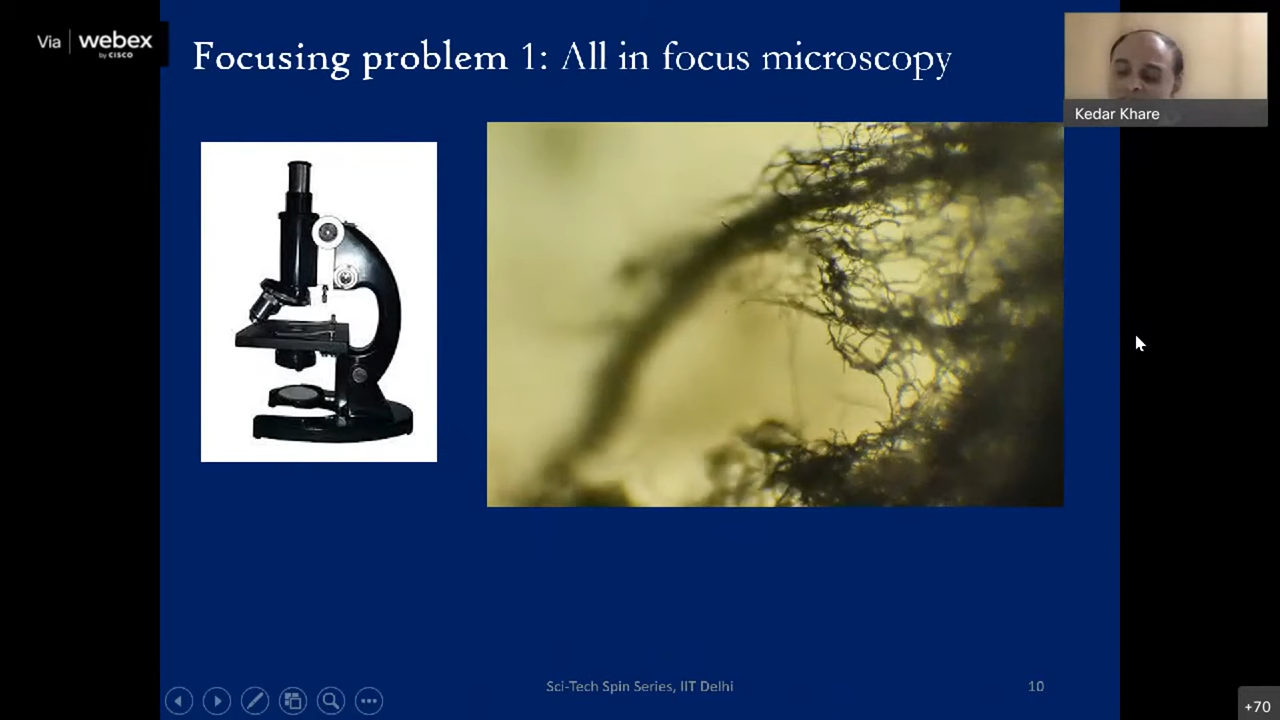 Via webex
by CISCO
Focusing problem 1: All in focus microscopy
Kedar Khare
Sci-Tech Spin Series, IIT Delhi
10
+70